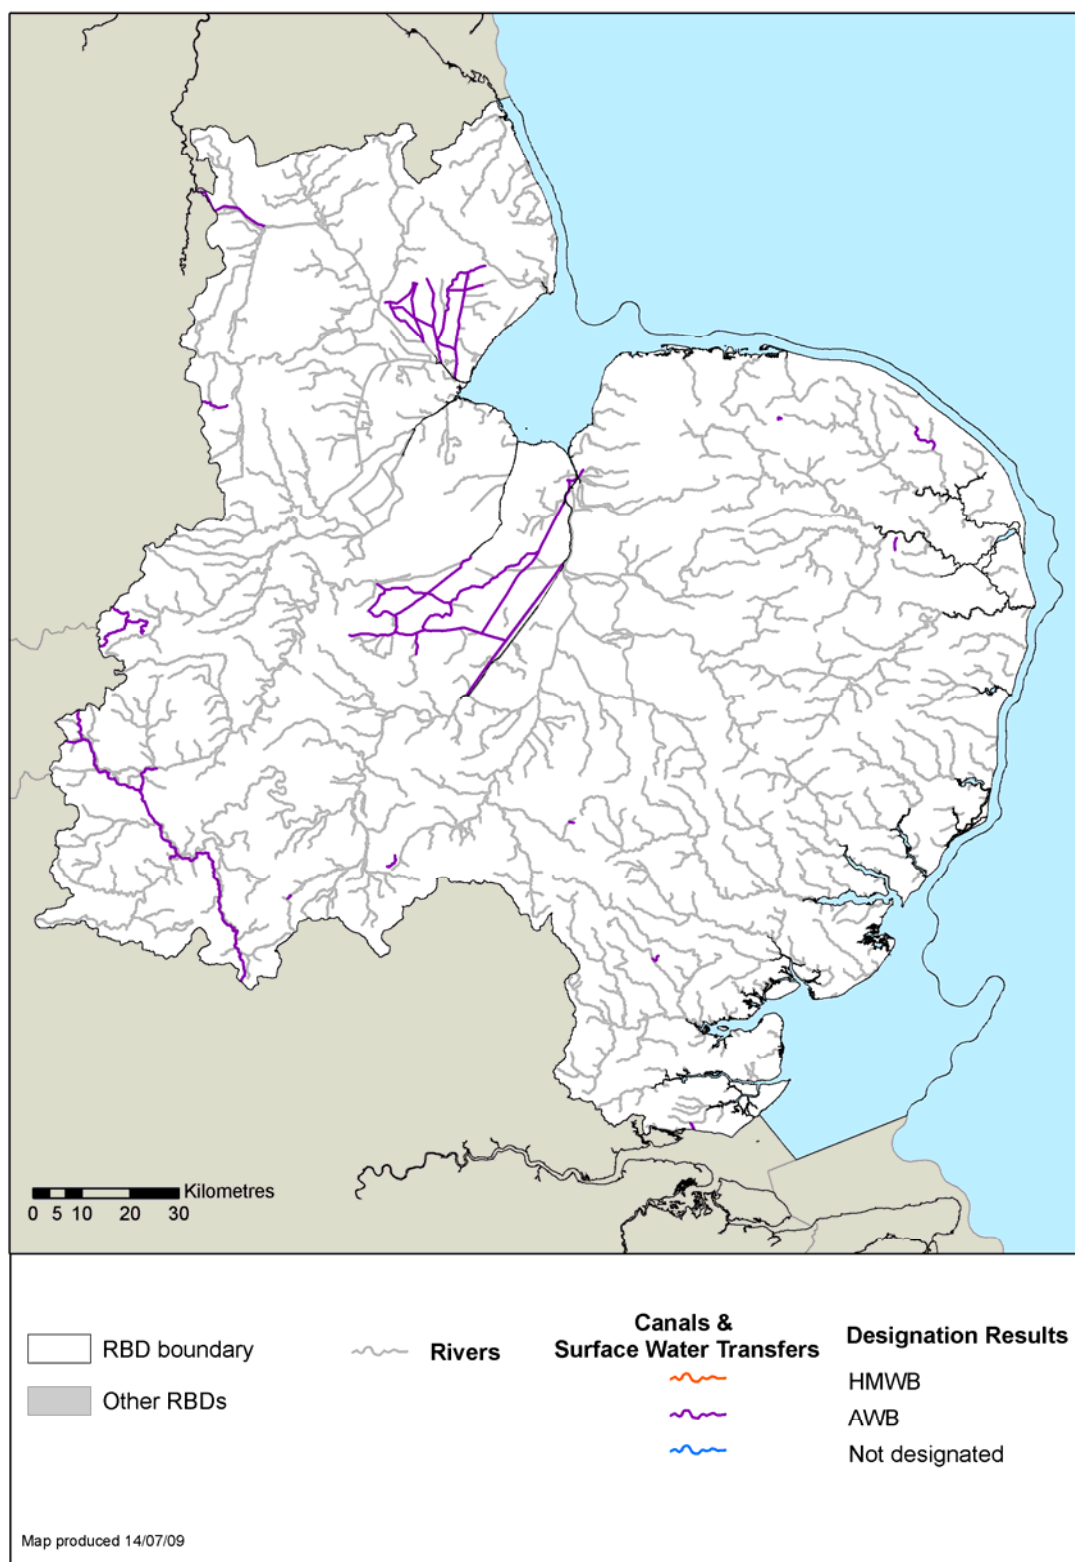 Kilometres
0 5 10 20 30
RBD boundary
Other RBDs
Rivers
Canals &
Surface Water Transfers
Designation Results
HMWB
AWB
Not designated
Map produced 14/07/09